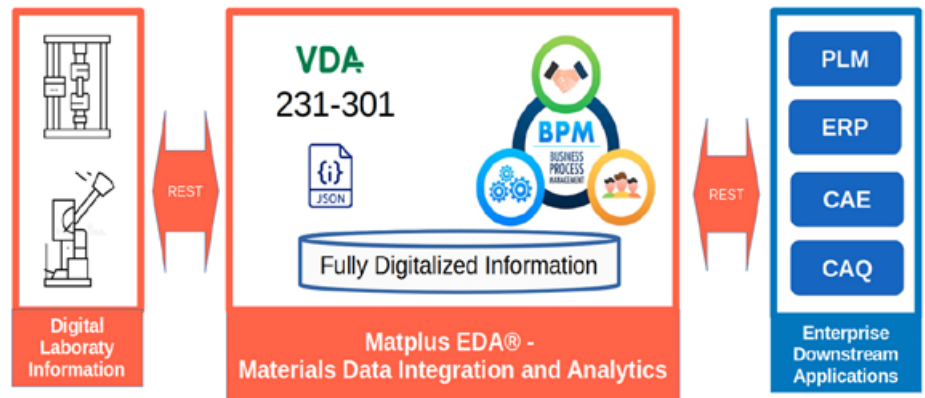 VDA
231-301
{i}
JSON
BPM
BUSINESS
PROCESS
MANAGEMENT
Fully Digitalized Information
REST
REST
PLM
ERP
CAE
CAQ
Digital
Laboraty
Information
Matplus EDA® -
Materials Data Integration and Analytics
Enterprise
Downstream
Applications